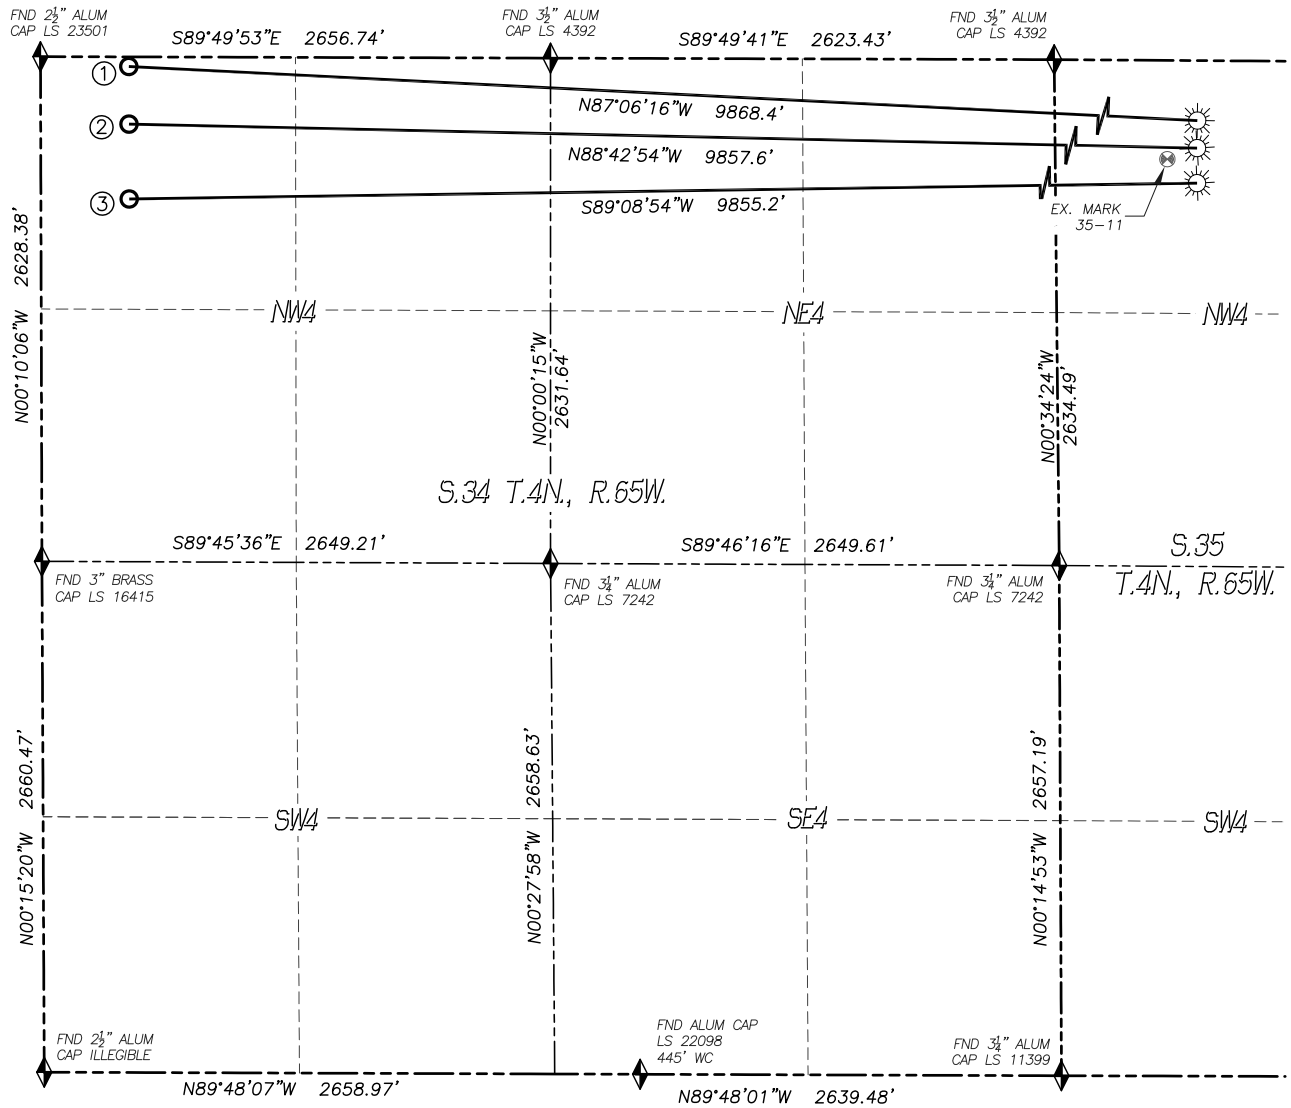 FND 2½" ALUM
CAP LS 23501
FND 3½" ALUM
CAP LS 4392
FND 3½" ALUM
CAP LS 4392
S89°49'53"E 2656.74'
S89°49'41"E 2623.43'
1
N87°06'16"W 9868.4'
2
N88°42'54"W 9857.6'
3
S89°08'54"W 9855.2'
EX. MARK
35-11
N00°10'06"W 2628.38'
NW4
NE4
NW4
N00°00'15"W
2631.64'
N00°34'24"W
2634.49'
S.34 T.4N., R.65W.
S89°45'36"E 2649.21'
S89°46'16"E 2649.61'
S.35
T.4N., R.65W.
FND 3" BRASS
CAP LS 16415
FND 3¼" ALUM
CAP LS 7242
FND 3¼" ALUM
CAP LS 7242
N00°15'20"W 2660.47'
N00°27'58"W 2658.63'
N00°14'53"W 2657.19'
SW4
SE4
SW4
FND 2½" ALUM
CAP ILLEGIBLE
FND ALUM CAP
LS 22098
445' WC
FND 3¼" ALUM
CAP LS 11399
N89°48'07"W 2658.97'
N89°48'01"W 2639.48'